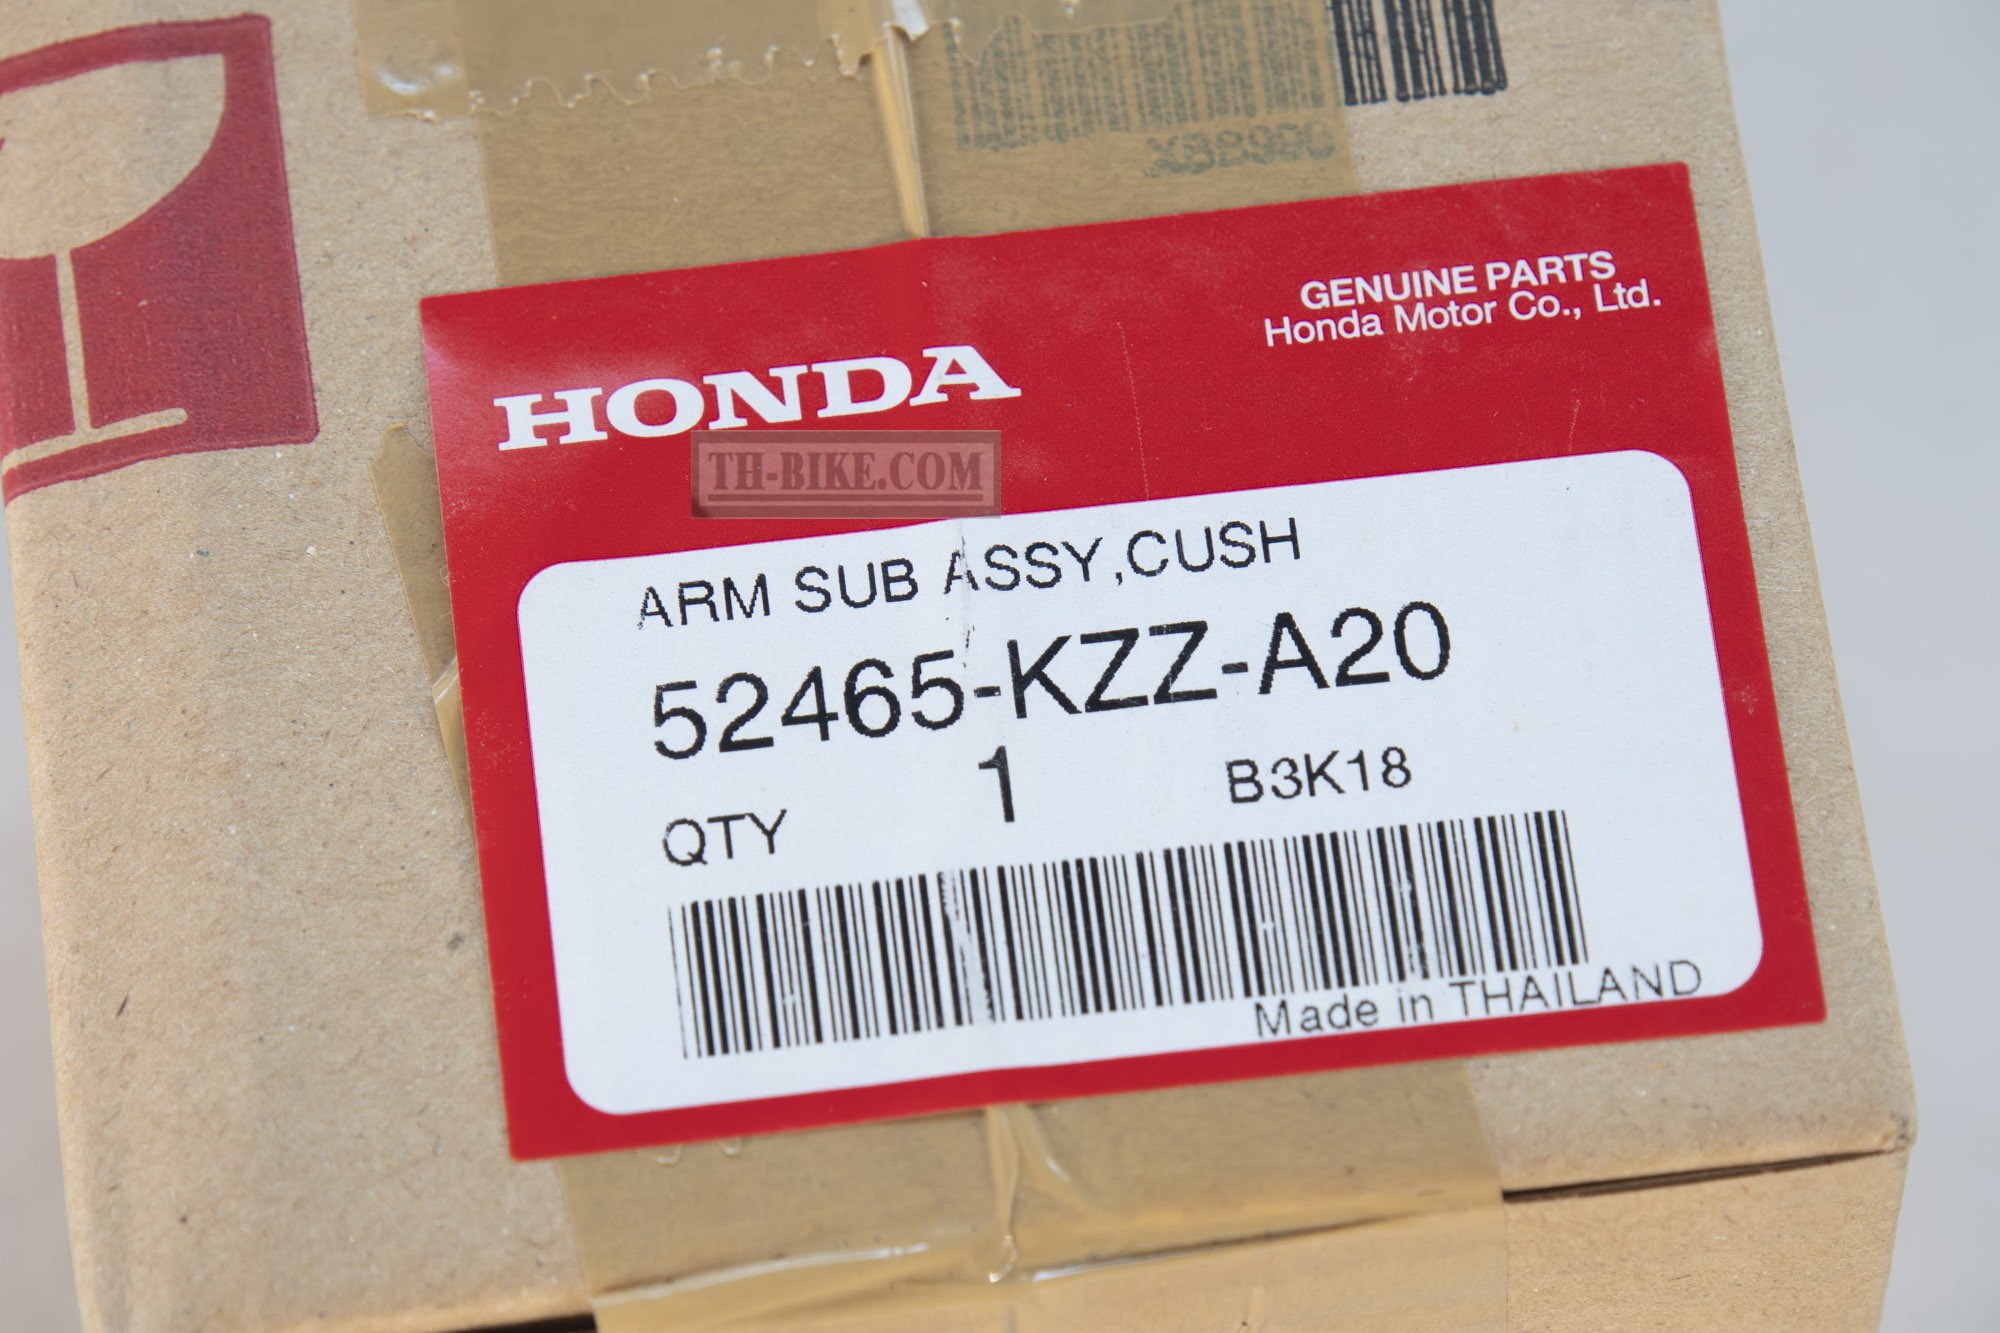 GENUINE PARTS
Honda Motor Co., Ltd.
HONDA
TH-BIKE.COM
ARM SUB ASSY,CUSH
52465-KZZ-A20
QTY 1 B3K18
Made in THAILAND